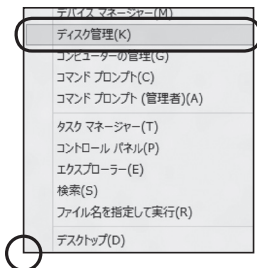 デバイス マネージャー(M)
ディスク管理(K)
コンピューターの管理(G)
コマンド プロンプト(C)
コマンド プロンプト (管理者)(A)
タスク マネージャー(T)
コントロール パネル(P)
エクスプローラー(E)
検索(S)
ファイル名を指定して実行(R)
デスクトップ(D)